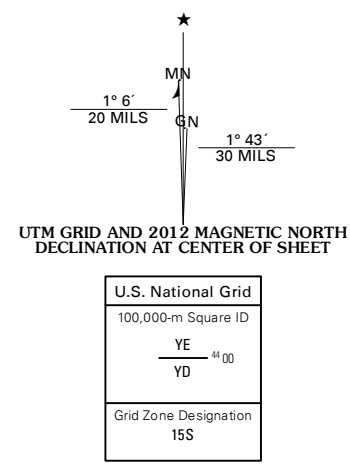 ★
MN
1° 6´
20 MILS
GN
1° 43´
30 MILS
UTM GRID AND 2012 MAGNETIC NORTH
DECLINATION AT CENTER OF SHEET
U.S. National Grid
100,000-m Square ID
YE
44 00
YD
Grid Zone Designation
15S